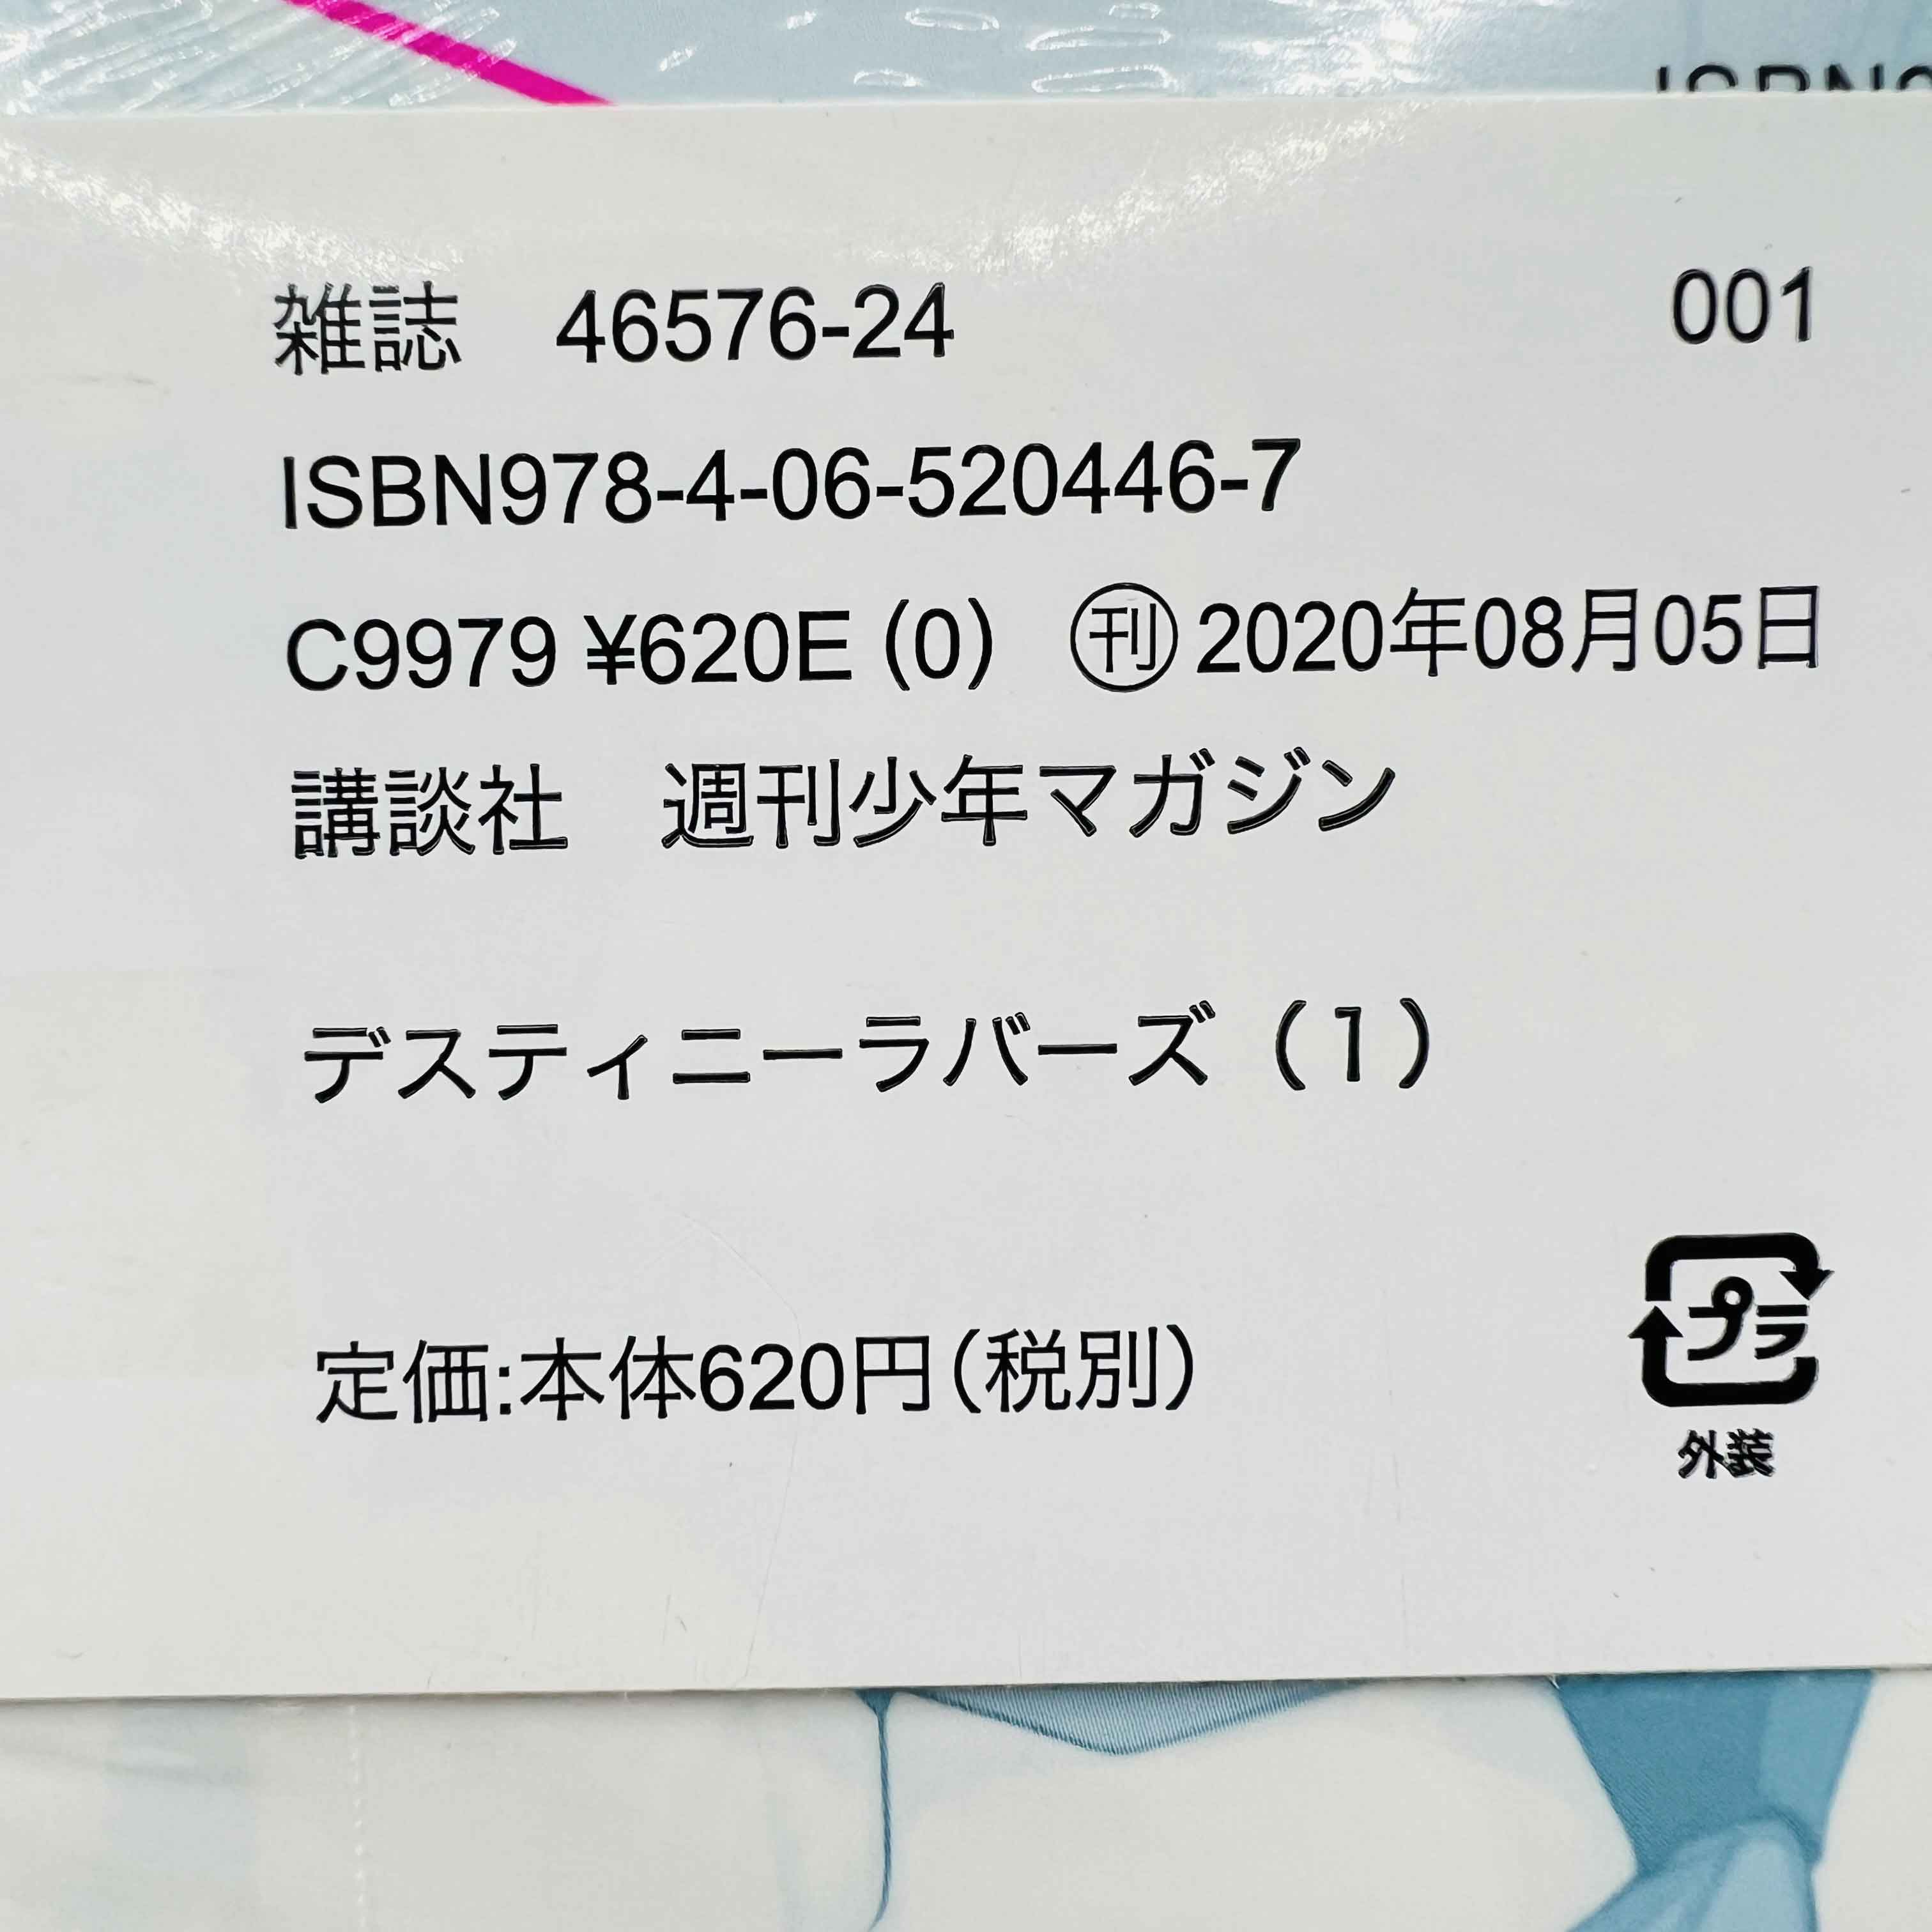 雑誌　46576-24　001
ISBN978-4-06-520446-7
C9979 ¥620E (0)　㊗刊 2020年08月05日
講談社　週刊少年マガジン
デスティニーラバーズ（1）
定価:本体620円（税別）
プラ
外装